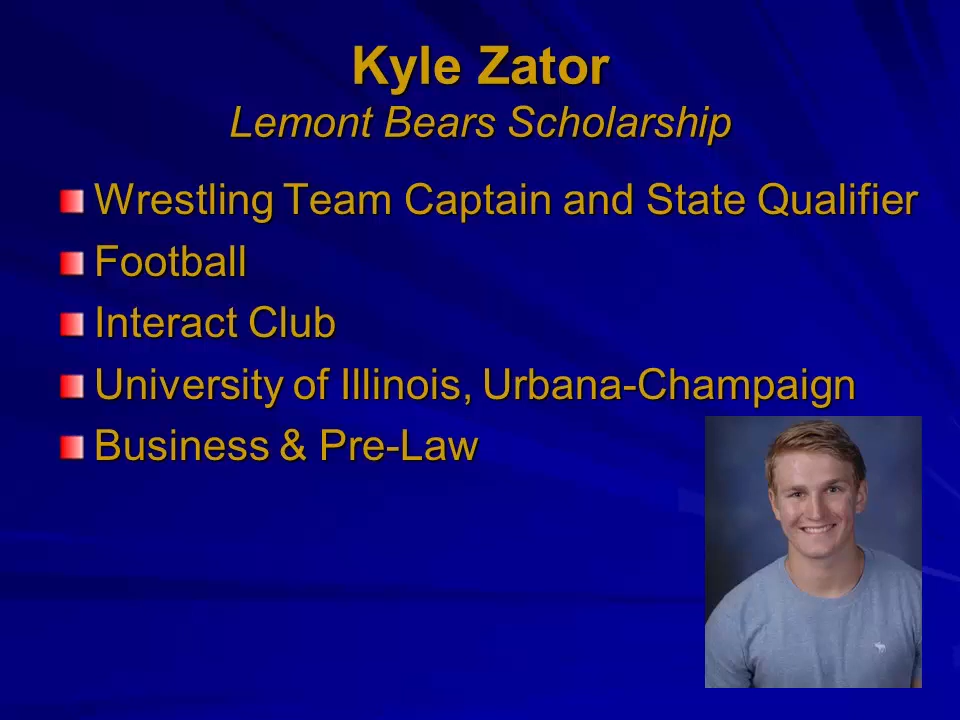 Kyle Zator
Lemont Bears Scholarship
Wrestling Team Captain and State Qualifier
Football
Interact Club
University of Illinois, Urbana-Champaign
Business & Pre-Law